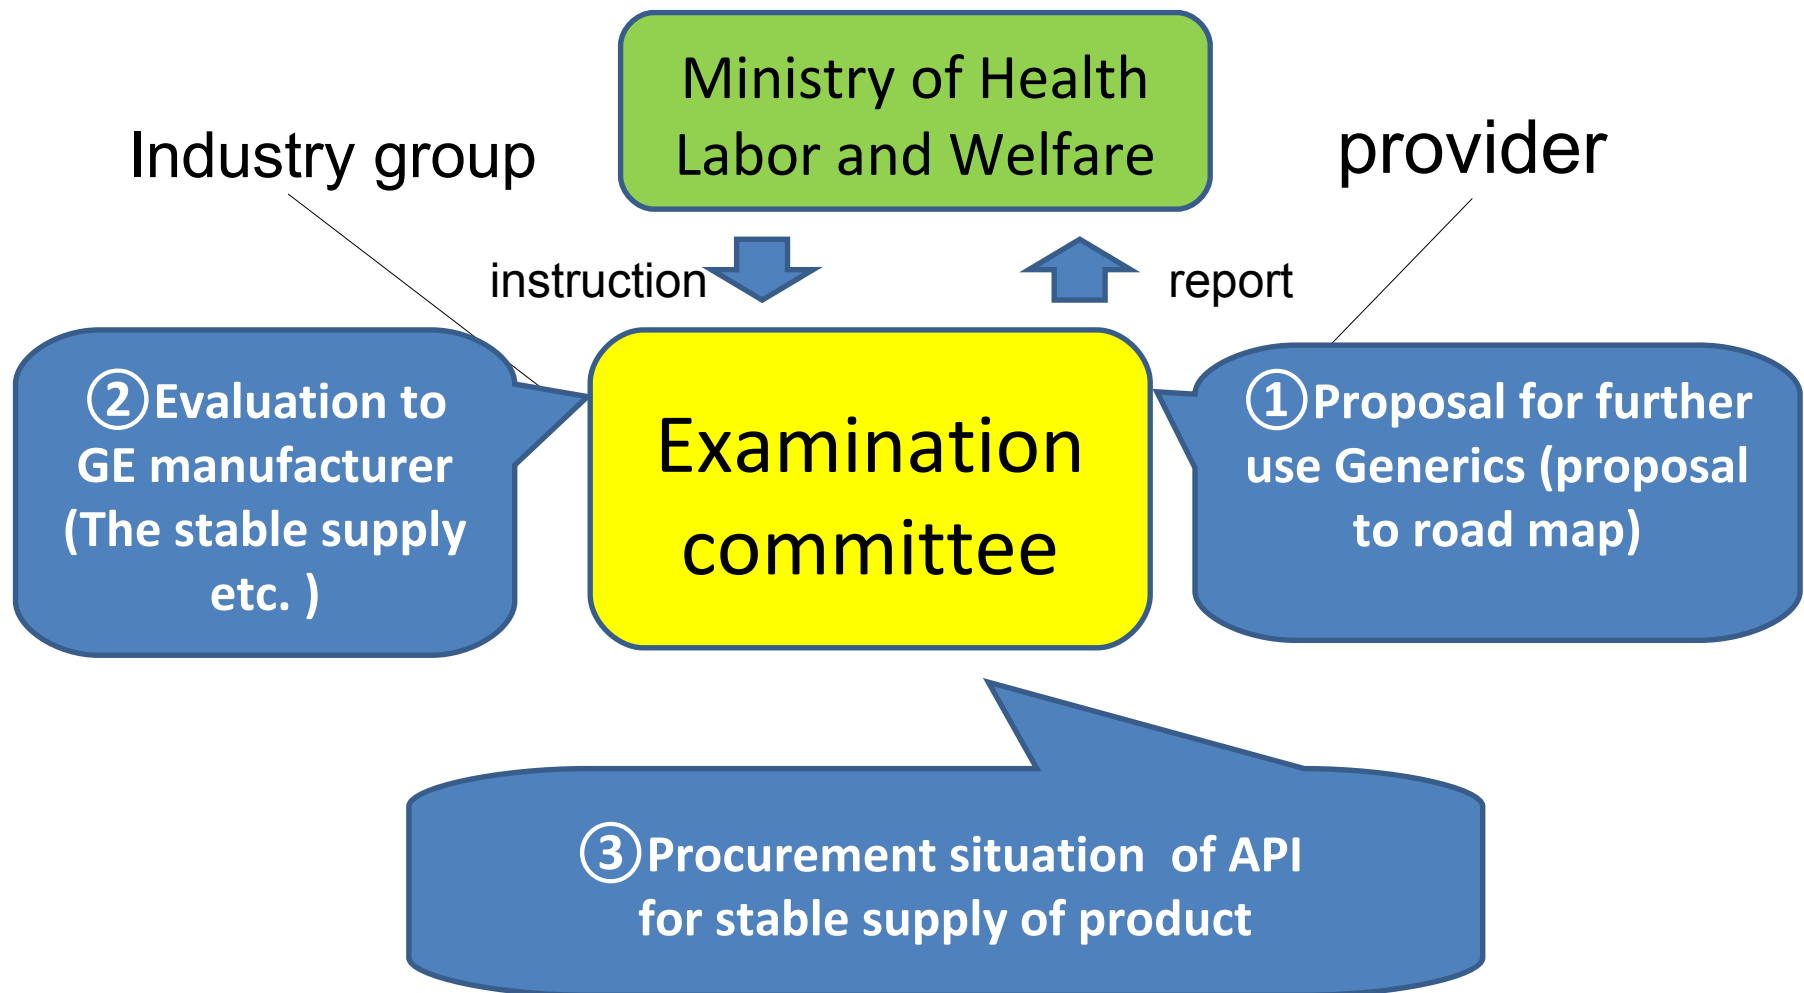 Ministry of Health
Labor and Welfare
Industry group
provider
instruction
report
②Evaluation to
GE manufacturer
(The stable supply
etc. )
Examination
committee
①Proposal for further
use Generics (proposal
to road map)
③Procurement situation  of API
for stable supply of product